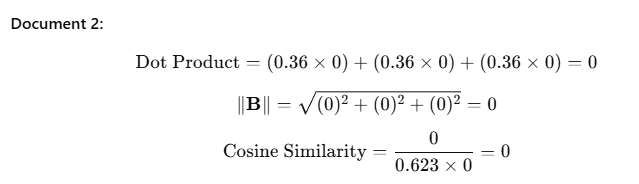 Document 2:
Dot Product = (0.36 × 0) + (0.36 × 0) + (0.36 × 0) = 0
‖B‖ = √((0)² + (0)² + (0)²) = 0
Cosine Similarity = 0 / (0.623 × 0) = 0